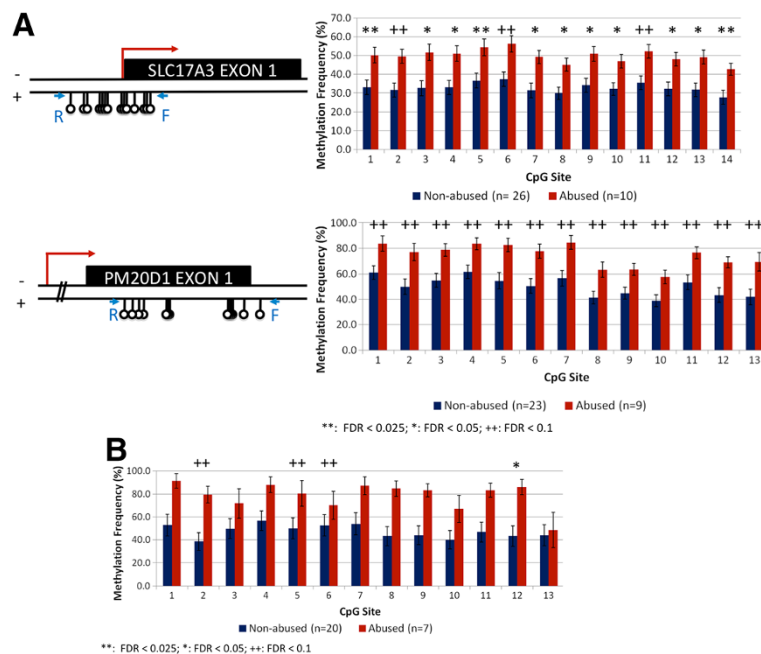 A
SLC17A3 EXON 1
-
+
R
F
Methylation Frequency (%)
70.0
60.0
50.0
40.0
30.0
20.0
10.0
0.0
** ++ * * ** ++ * * * * ++ * * **
1 2 3 4 5 6 7 8 9 10 11 12 13 14
CpG Site
Non-abused (n= 26) Abused (n=10)
PM20D1 EXON 1
-
+
R
F
Methylation Frequency (%)
100.0
80.0
60.0
40.0
20.0
0.0
++ ++ ++ ++ ++ ++ ++ ++ ++ ++ ++ ++ ++
1 2 3 4 5 6 7 8 9 10 11 12 13
CpG Site
Non-abused (n=23) Abused (n=9)
**: FDR < 0.025; *: FDR < 0.05; ++: FDR < 0.1
B
Methylation Frequency (%)
100.0
80.0
60.0
40.0
20.0
0.0
++ ++ ++ *
1 2 3 4 5 6 7 8 9 10 11 12 13
CpG Site
Non-abused (n=20) Abused (n=7)
**: FDR < 0.025; *: FDR < 0.05; ++: FDR < 0.1